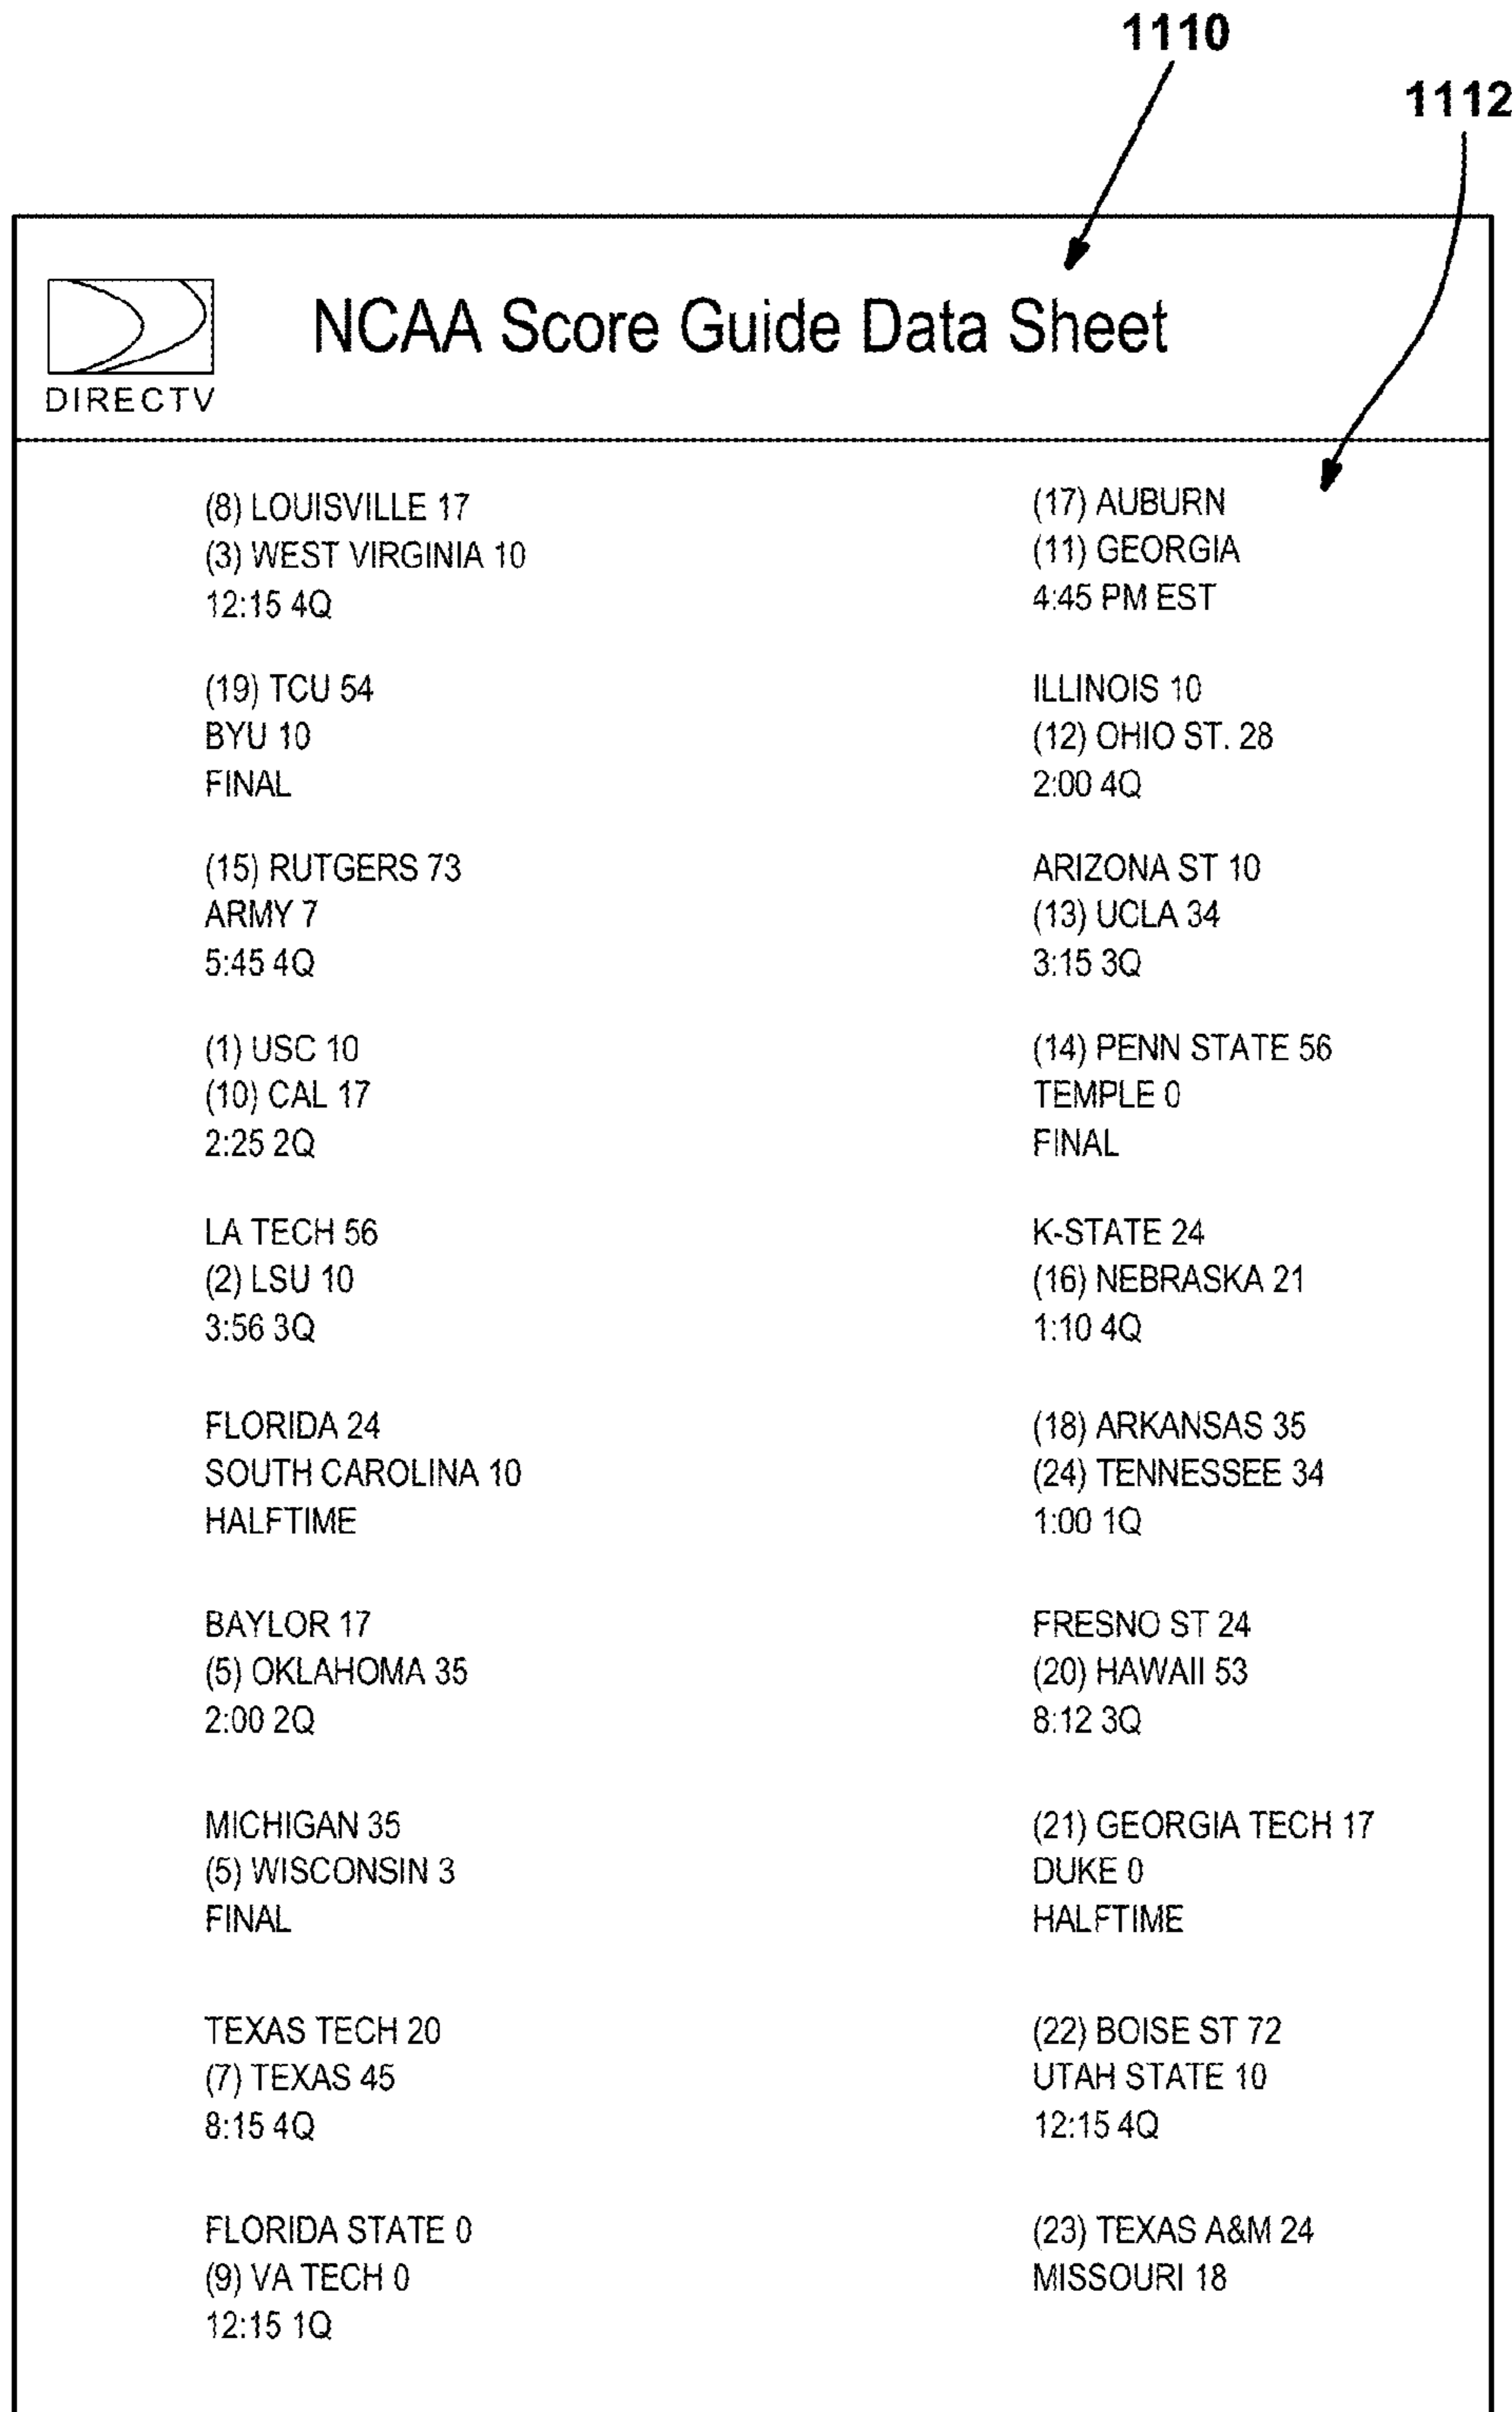 1110
1112
DIRECTV
NCAA Score Guide Data Sheet
(8) LOUISVILLE 17
(3) WEST VIRGINIA 10
12:15 4Q
(19) TCU 54
BYU 10
FINAL
(15) RUTGERS 73
ARMY 7
5:45 4Q
(1) USC 10
(10) CAL 17
2:25 2Q
LA TECH 56
(2) LSU 10
3:56 3Q
FLORIDA 24
SOUTH CAROLINA 10
HALFTIME
BAYLOR 17
(5) OKLAHOMA 35
2:00 2Q
MICHIGAN 35
(5) WISCONSIN 3
FINAL
TEXAS TECH 20
(7) TEXAS 45
8:15 4Q
FLORIDA STATE 0
(9) VA TECH 0
12:15 1Q
(17) AUBURN
(11) GEORGIA
4:45 PM EST
ILLINOIS 10
(12) OHIO ST. 28
2:00 4Q
ARIZONA ST 10
(13) UCLA 34
3:15 3Q
(14) PENN STATE 56
TEMPLE 0
FINAL
K-STATE 24
(16) NEBRASKA 21
1:10 4Q
(18) ARKANSAS 35
(24) TENNESSEE 34
1:00 1Q
FRESNO ST 24
(20) HAWAII 53
8:12 3Q
(21) GEORGIA TECH 17
DUKE 0
HALFTIME
(22) BOISE ST 72
UTAH STATE 10
12:15 4Q
(23) TEXAS A&M 24
MISSOURI 18